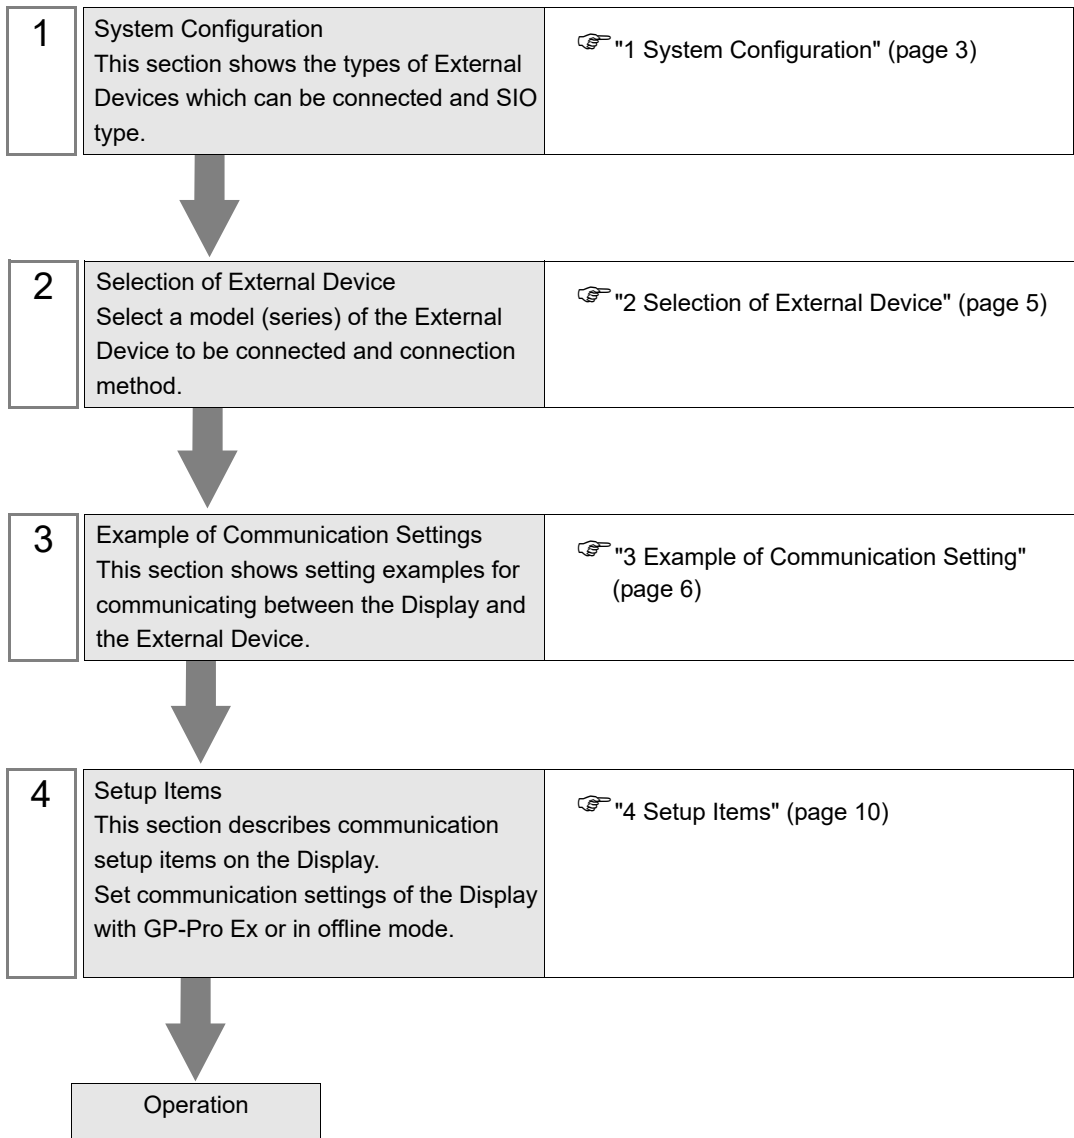 1
System Configuration
This section shows the types of External
Devices which can be connected and SIO
type.
"1 System Configuration" (page 3)
2
Selection of External Device
Select a model (series) of the External
Device to be connected and connection
method.
"2 Selection of External Device" (page 5)
3
Example of Communication Settings
This section shows setting examples for
communicating between the Display and
the External Device.
"3 Example of Communication Setting"
(page 6)
4
Setup Items
This section describes communication
setup items on the Display.
Set communication settings of the Display
with GP-Pro Ex or in offline mode.
"4 Setup Items" (page 10)
Operation